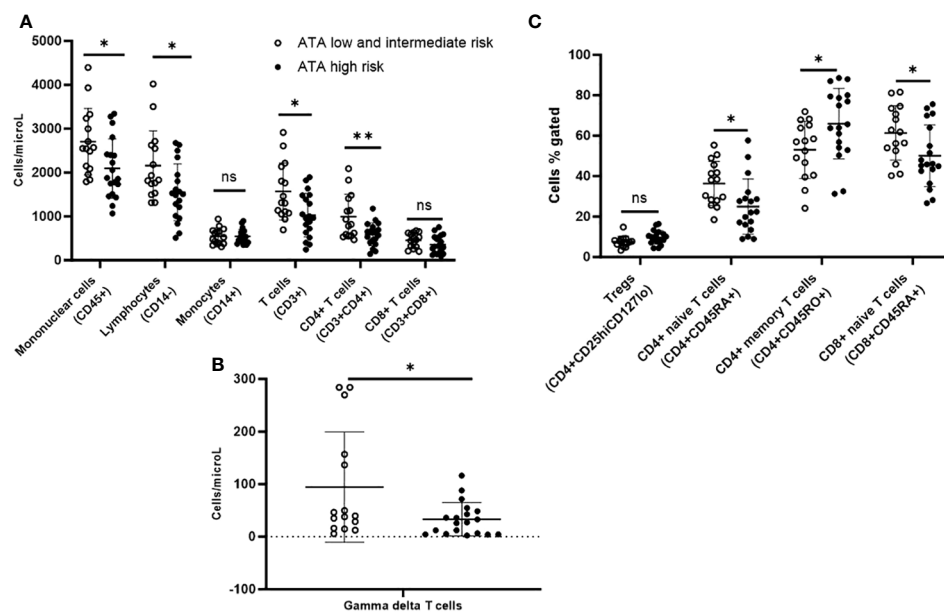 A
5000
4000
3000
2000
1000
0
Cells/microL
ATA low and intermediate risk
ATA high risk
*
*
ns
*
**
ns
Mononuclear cells
(CD45+)
Lymphocytes
(CD14-)
Monocytes
(CD14+)
T cells
(CD3+)
CD4+ T cells
(CD3+CD4+)
CD8+ T cells
(CD3+CD8+)
B
300
200
100
0
-100
Cells/microL
*
Gamma delta T cells
C
100
80
60
40
20
0
Cells % gated
ns
*
*
*
Tregs
(CD4+CD25hiCD127lo)
CD4+ naive T cells
(CD4+CD45RA+)
CD4+ memory T cells
(CD4+CD45RO+)
CD8+ naive T cells
(CD8+CD45RA+)